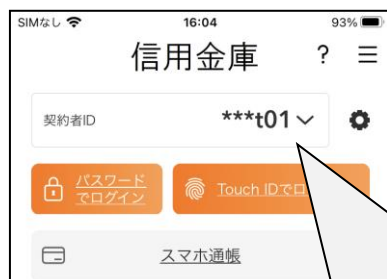 SIMなし 16:04 93%
信用金庫 ? ≡
契約者ID ***t01
パスワード
でログイン
Touch IDでロ
スマホ通帳